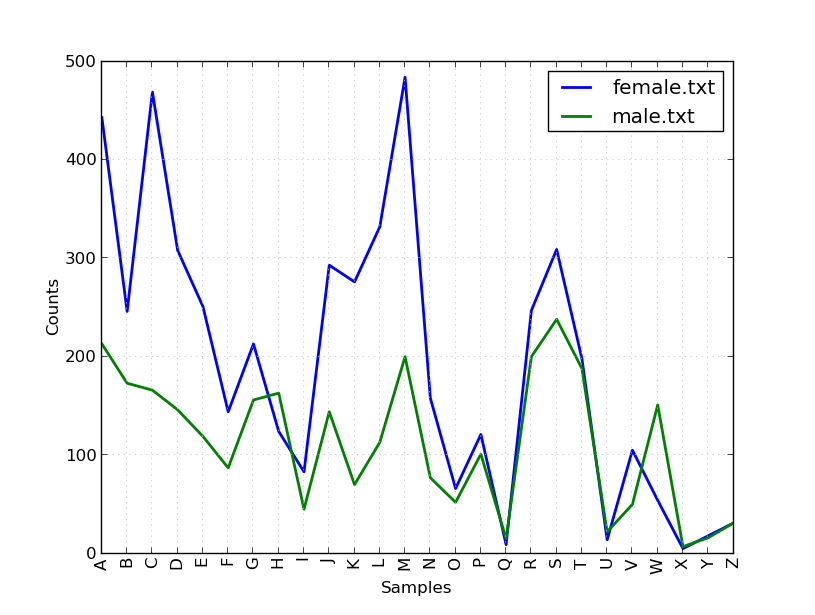 female.txt
male.txt
500
400
300
200
100
0
Counts
A B C D E F G H I J K L M N O P Q R S T U V W X Y Z
Samples